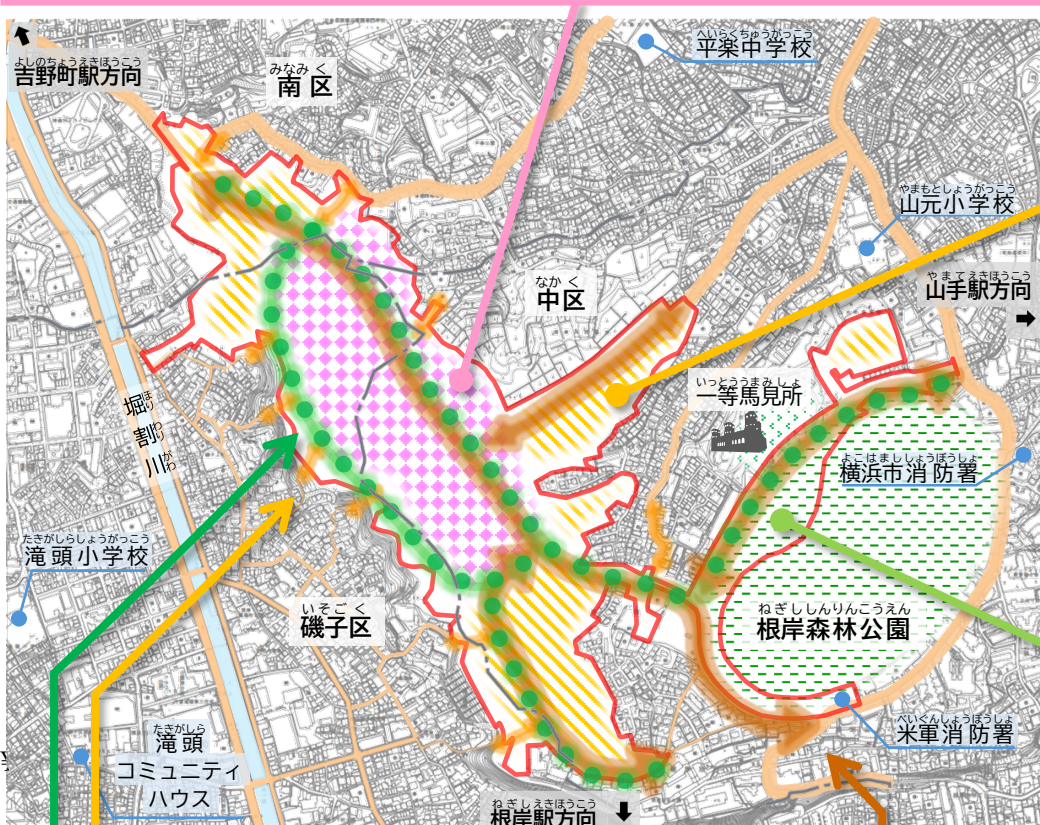 よしのちょうえきほうこう
吉野町駅方向
みなみく
南区
へいらくちゅうがっこう
平楽中学校
やまもとしょうがっこう
山元小学校
なかく
中区
やまてえきほうこう
山手駅方向
いっとううまみしょ
一等馬見所
よこはまししょうぼうしょ
横浜市消防署
ほり
堀
わり
割
がわ
川
たきがしらしょうがっこう
滝頭小学校
いそごく
磯子区
ねぎししんりんこうえん
根岸森林公園
べいぐんしょうぼうしょ
米軍消防署
たきがしら
滝頭
コミュニティ
ハウス
ねぎしえきほうこう
根岸駅方向